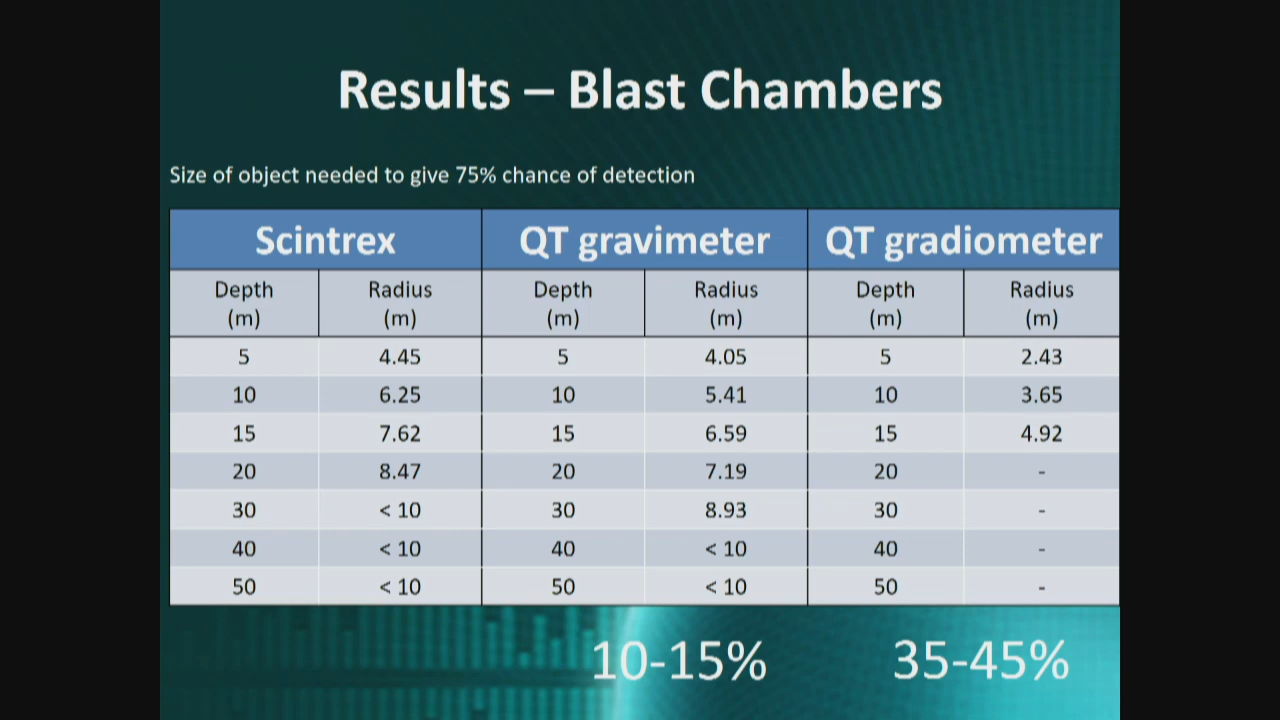 Results – Blast Chambers
Size of object needed to give 75% chance of detection
Scintrex QT gravimeter QT gradiometer
Depth (m) Radius (m) Depth (m) Radius (m) Depth (m) Radius (m)
5 4.45 5 4.05 5 2.43
10 6.25 10 5.41 10 3.65
15 7.62 15 6.59 15 4.92
20 8.47 20 7.19 20 -
30 < 10 30 8.93 30 -
40 < 10 40 < 10 40 -
50 < 10 50 < 10 50 -
10-15% 35-45%